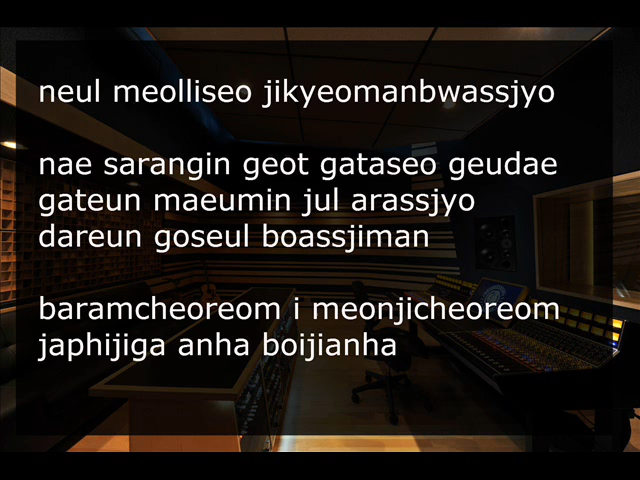 neul meolliseo jikyeomanbwassjyo
nae sarangin geot gataseo geudae
gateun maeumin jul arassjyo
dareun goseul boassjiman
baramcheoreom i meonjicheoreom
japhijiga anha boijianha